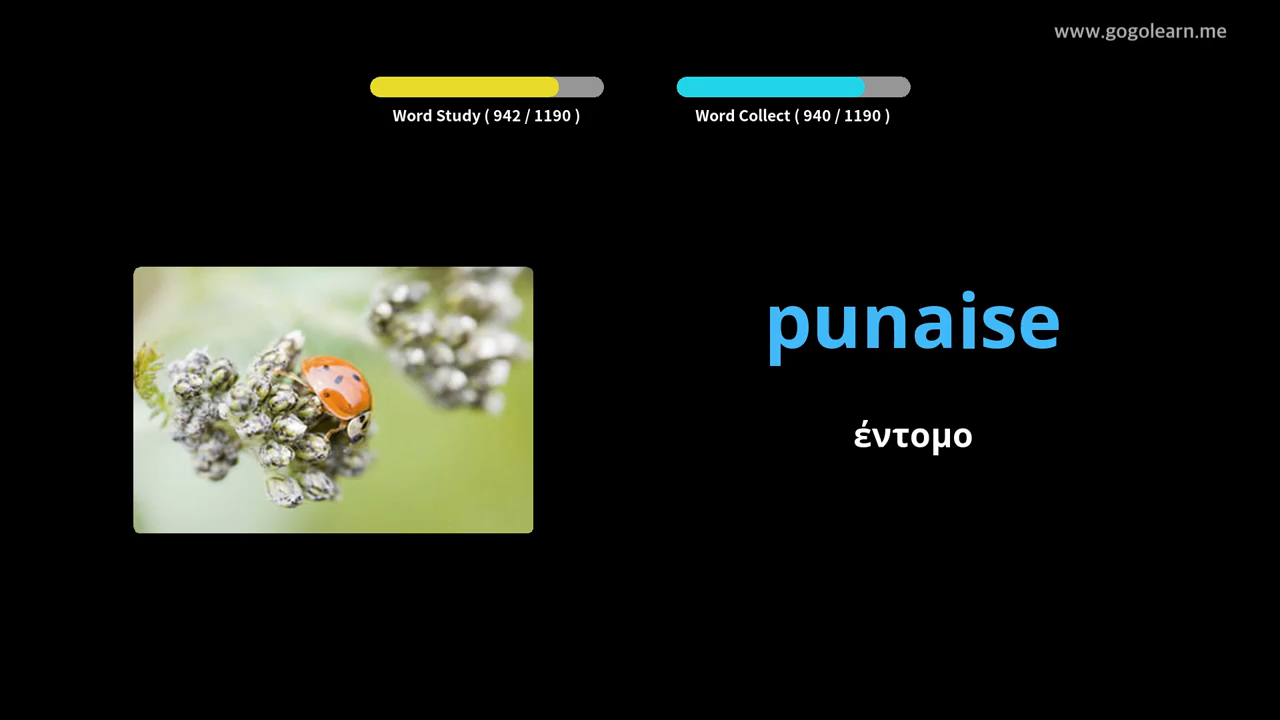 www.gogolearn.me
Word Study ( 942 / 1190 )
Word Collect ( 940 / 1190 )
punaise
έντομο